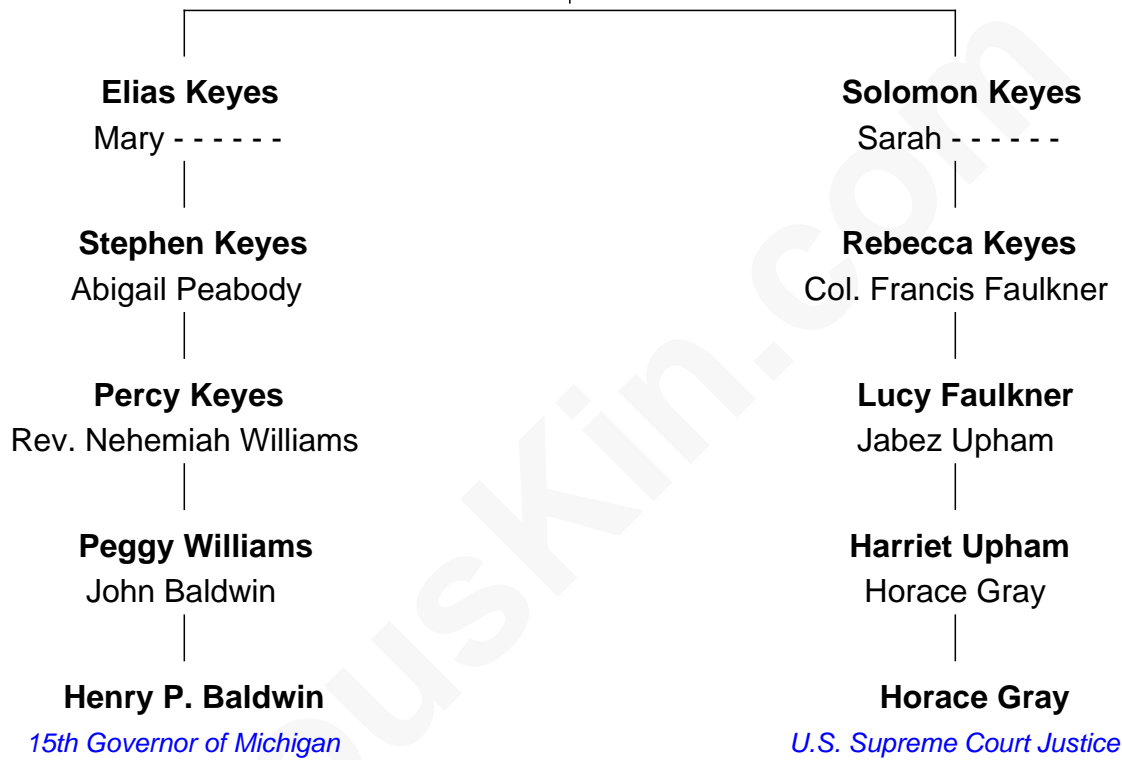 Elias Keyes
Mary - - - - - -
Stephen Keyes
Abigail Peabody
Percy Keyes
Rev. Nehemiah Williams
Peggy Williams
John Baldwin
Henry P. Baldwin
15th Governor of Michigan
Solomon Keyes
Sarah - - - - - -
Rebecca Keyes
Col. Francis Faulkner
Lucy Faulkner
Jabez Upham
Harriet Upham
Horace Gray
Horace Gray
U.S. Supreme Court Justice
ousKin.com